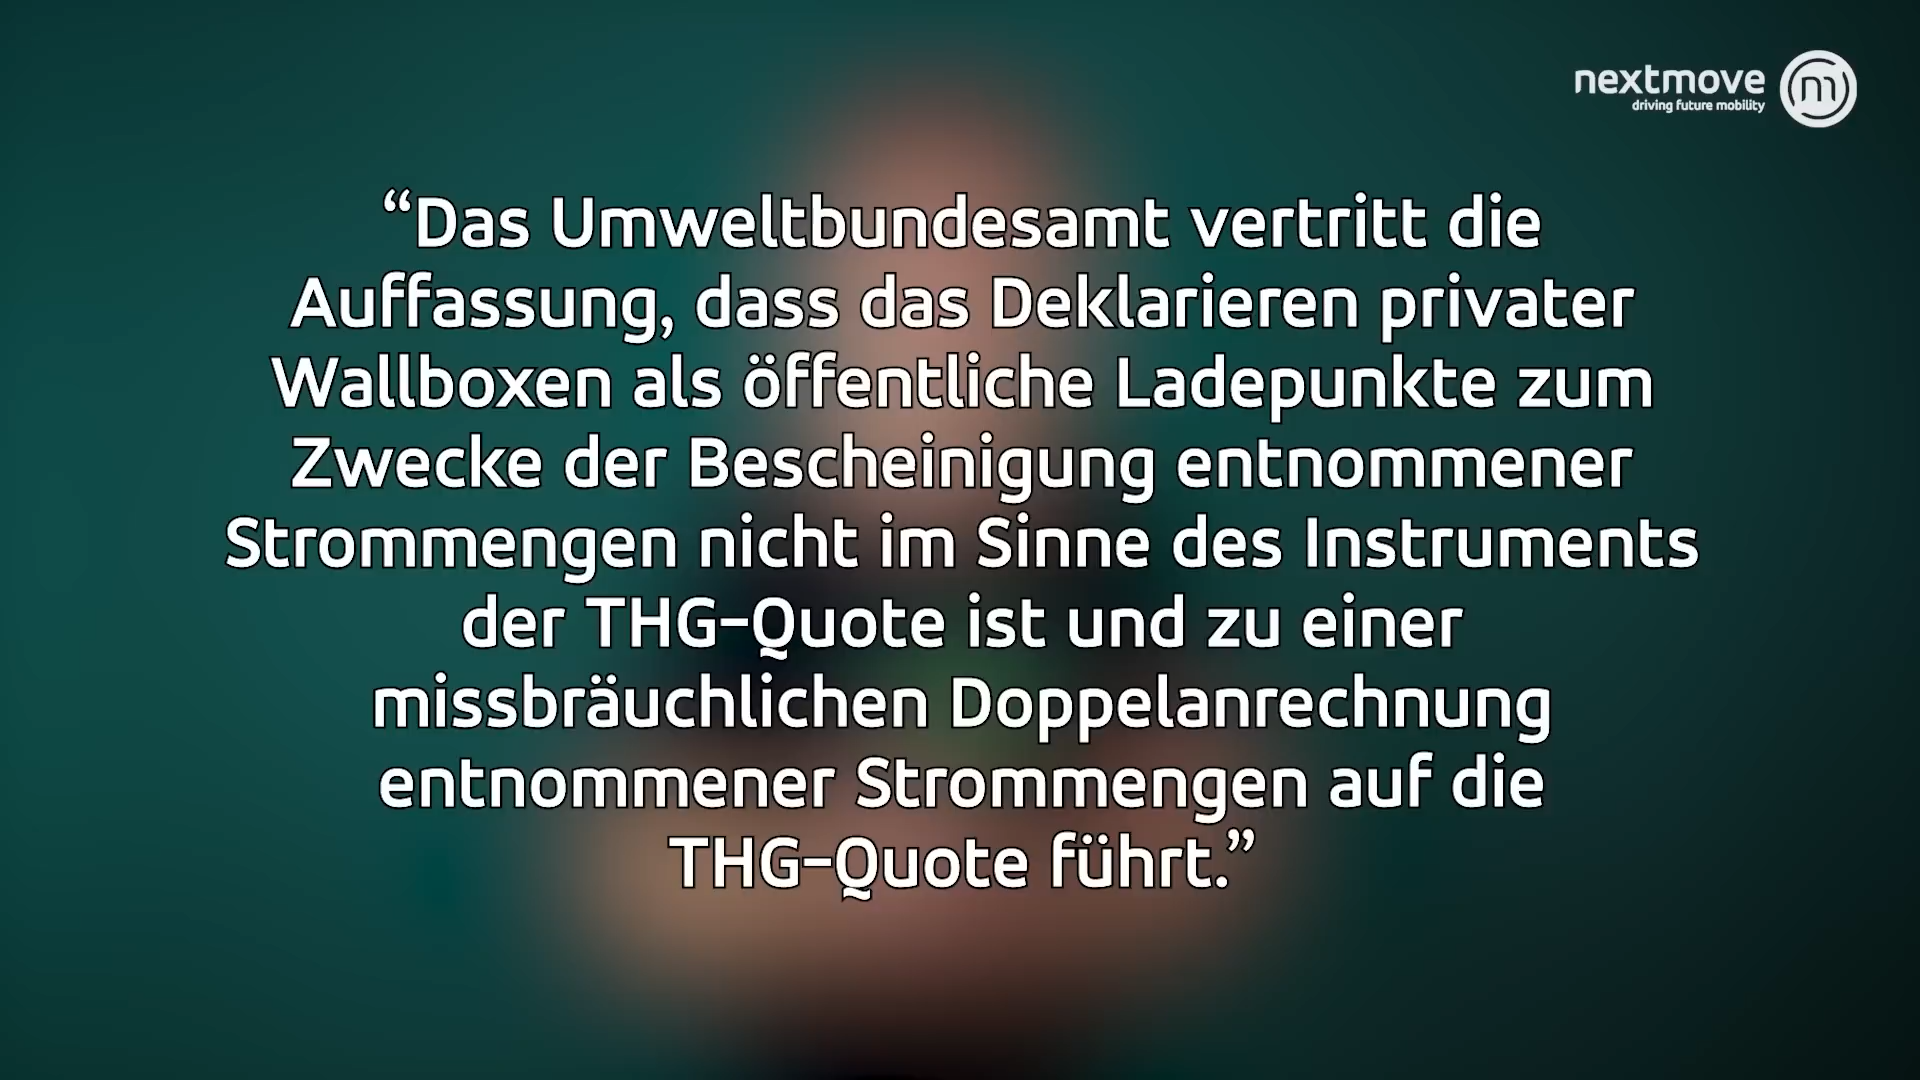 nextmove
driving future mobility
“Das Umweltbundesamt vertritt die
Auffassung, dass das Deklarieren privater
Wallboxen als öffentliche Ladepunkte zum
Zwecke der Bescheinigung entnommener
Strommengen nicht im Sinne des Instruments
der THG-Quote ist und zu einer
missbräuchlichen Doppelanrechnung
entnommener Strommengen auf die
THG-Quote führt.”